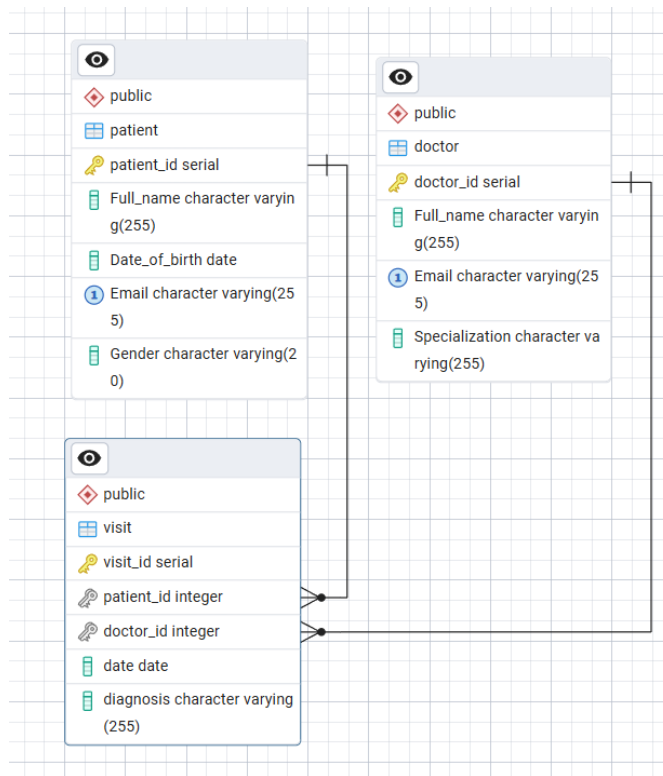 public
patient
patient_id serial
Full_name character varyin
g(255)
Date_of_birth date
Email character varying(25
5)
Gender character varying(2
0)
public
doctor
doctor_id serial
Full_name character varyin
g(255)
Email character varying(25
5)
Specialization character va
rying(255)
public
visit
visit_id serial
patient_id integer
doctor_id integer
date date
diagnosis character varying
(255)